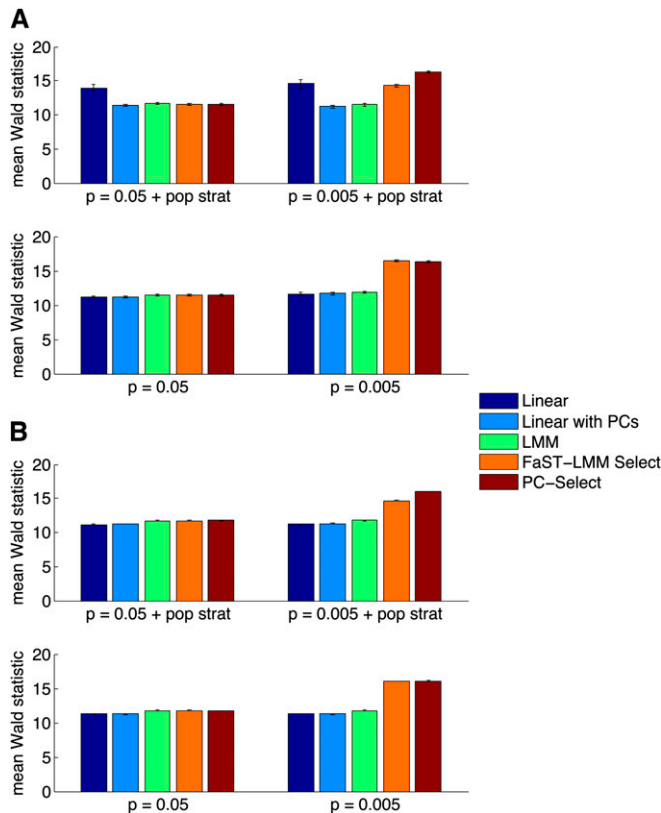 A
mean Wald statistic
20
15
10
5
0
p = 0.05 + pop strat
p = 0.005 + pop strat
mean Wald statistic
20
15
10
5
0
p = 0.05
p = 0.005
Linear
Linear with PCs
LMM
FaST-LMM Select
PC-Select
B
mean Wald statistic
20
15
10
5
0
p = 0.05 + pop strat
p = 0.005 + pop strat
mean Wald statistic
20
15
10
5
0
p = 0.05
p = 0.005